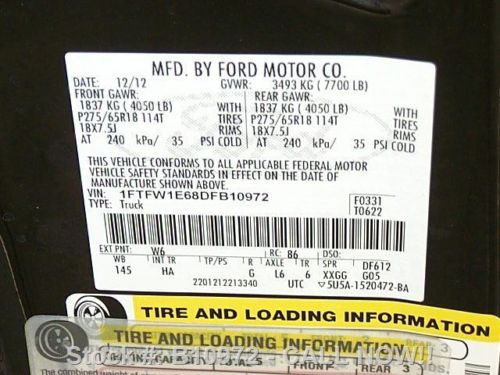 MFD. BY FORD MOTOR CO.
DATE: 12/12 GVWR: 3493 KG ( 7700 LB)
FRONT GAWR: REAR GAWR:
1837 KG ( 4050 LB) WITH 1837 KG ( 4050 LB) WITH
P275/65R18 114T TIRES P275/65R18 114T TIRES
18X7.5J RIMS 18X7.5J RIMS
AT 240 kPa/ 35 PSI COLD AT 240 kPa/ 35 PSI COLD
THIS VEHICLE CONFORMS TO ALL APPLICABLE FEDERAL MOTOR
VEHICLE SAFETY STANDARDS IN EFFECT ON THE DATE OF
MANUFACTURE SHOWN ABOVE.
VIN: 1FTFW1E68DFB10972 F0331
TYPE: Truck T0622
EXT PNT: W6 RC: 86 DSO:
WB INT TR TP/PS R AXLE TR SPR DF612
145 HA G L6 6 XXGG G05
2201212213340 UTC 5U5A-1520472-BA
TIRE AND LOADING INFORMATION
TIRE AND LOADING INFORMATION
Stock# FB10972 - CALL NOW!!